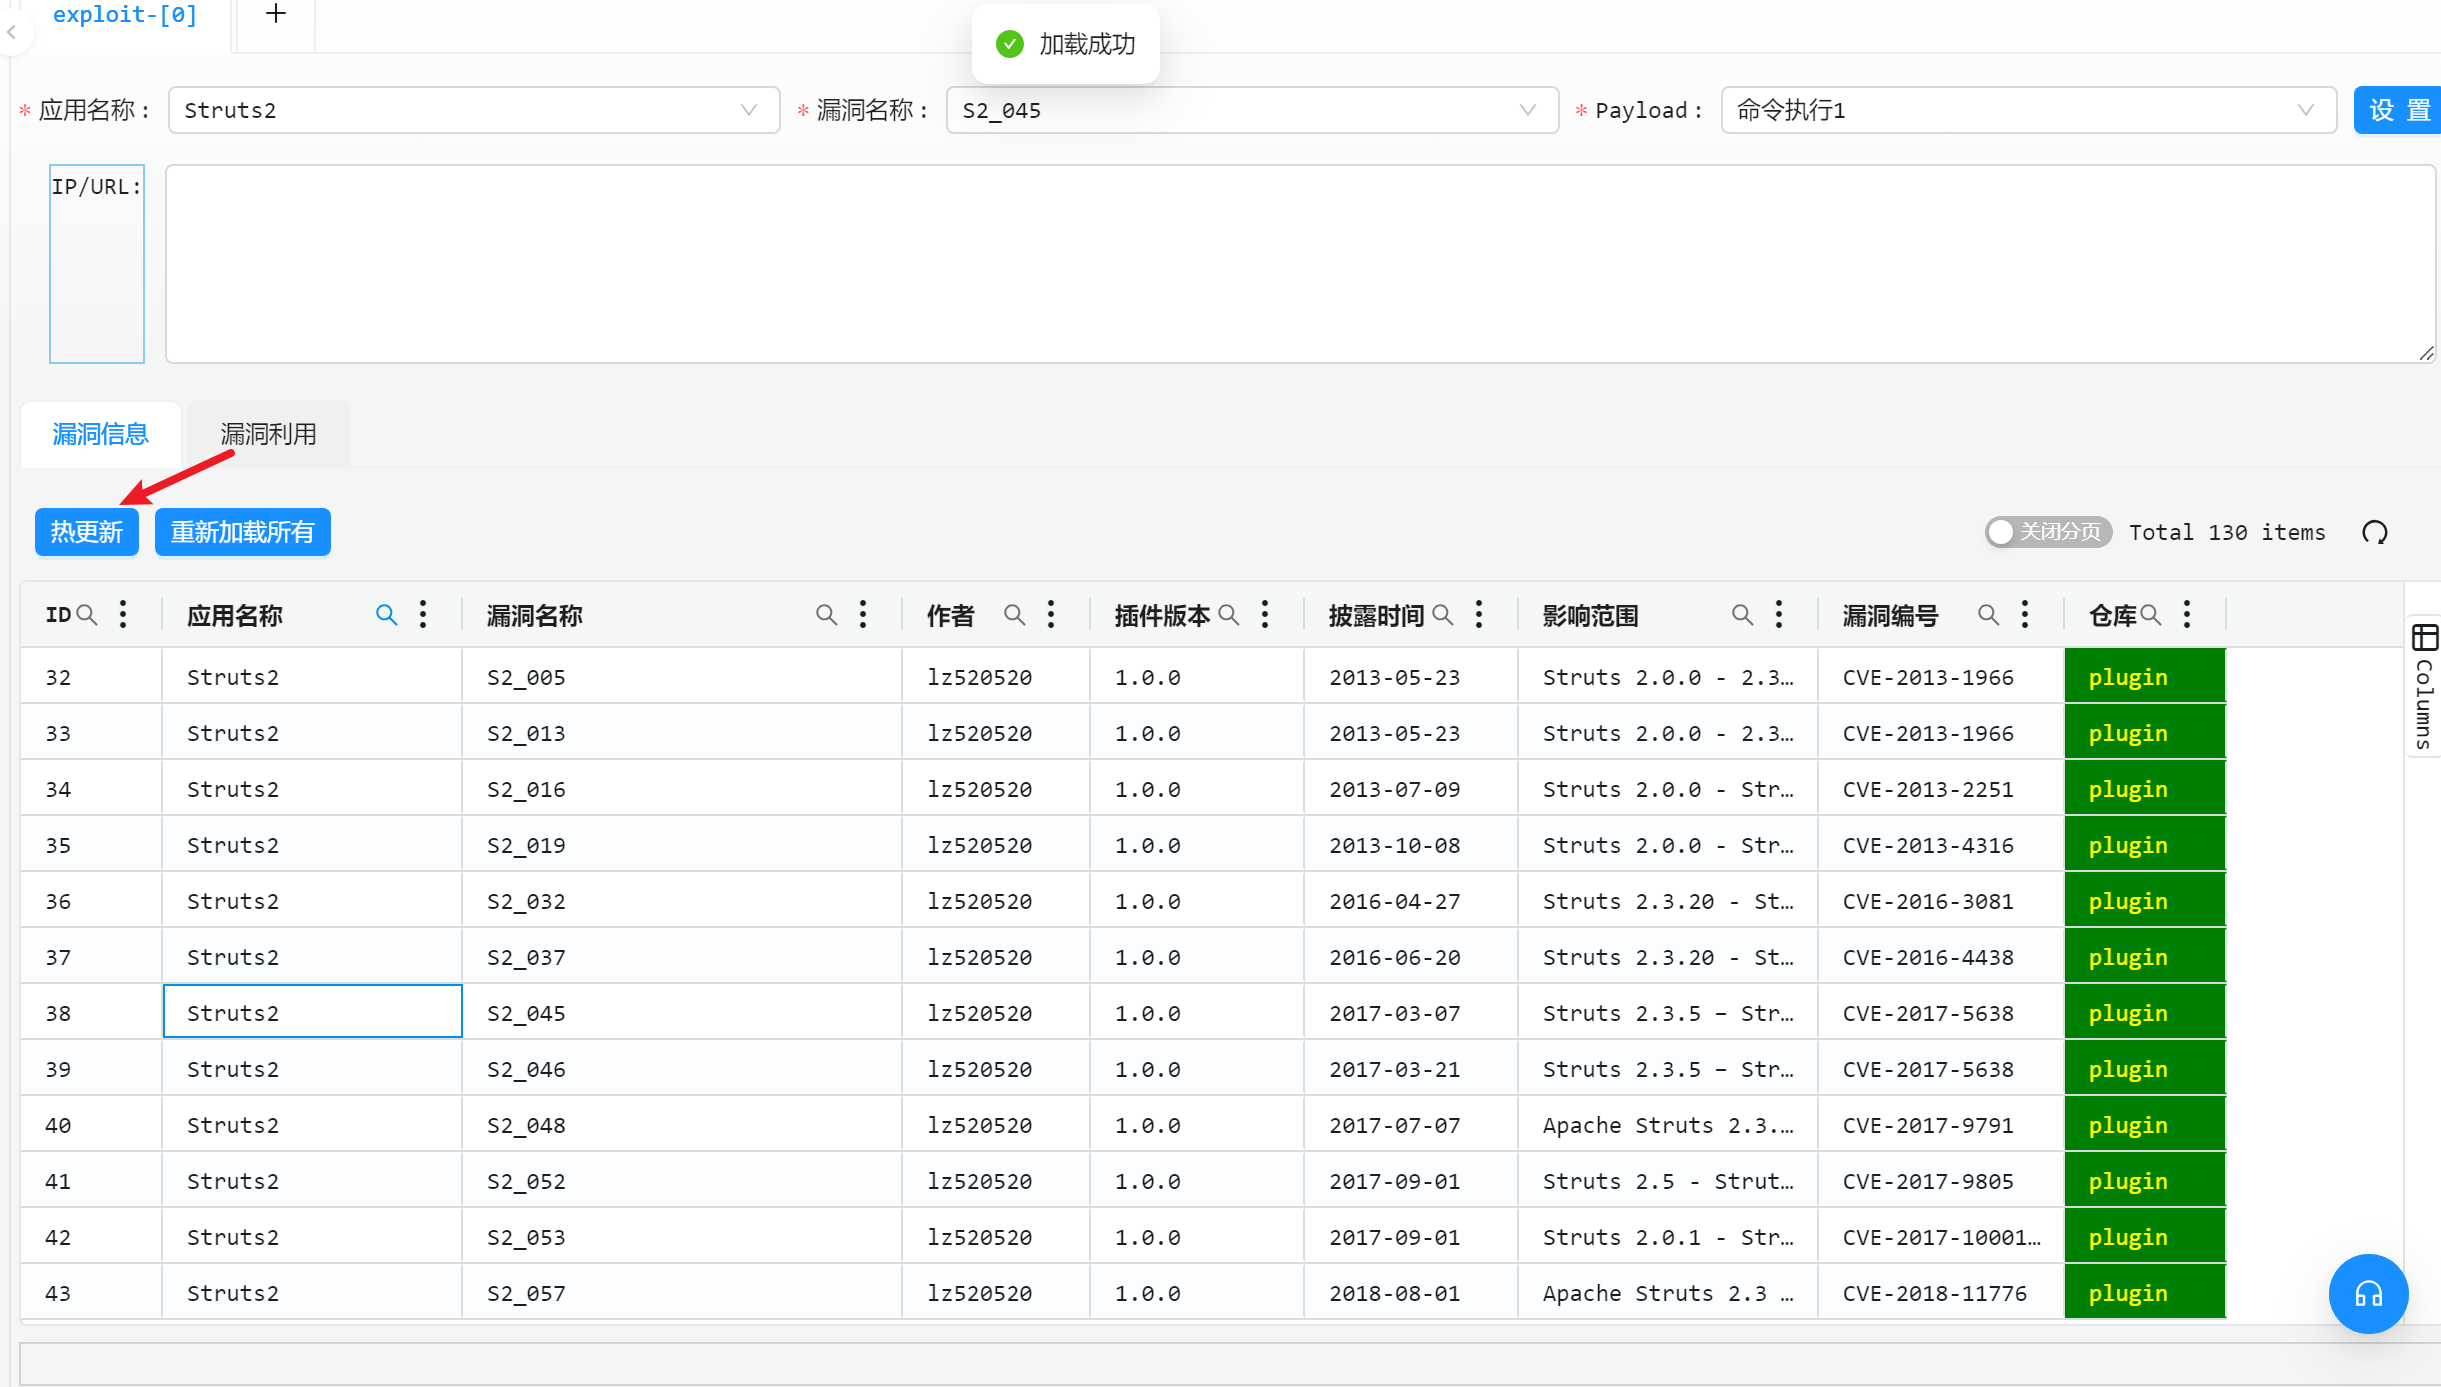 exploit-[0] +
加载成功
* 应用名称: Struts2 * 漏洞名称: S2_045 * Payload: 命令执行1 设 置
IP/URL:
漏洞信息 漏洞利用
热更新 重新加载所有 关闭分页 Total 130 items
ID 应用名称 漏洞名称 作者 插件版本 披露时间 影响范围 漏洞编号 仓库
Columns
32 Struts2 S2_005 lz520520 1.0.0 2013-05-23 Struts 2.0.0 - 2.3… CVE-2013-1966 plugin
33 Struts2 S2_013 lz520520 1.0.0 2013-05-23 Struts 2.0.0 - 2.3… CVE-2013-1966 plugin
34 Struts2 S2_016 lz520520 1.0.0 2013-07-09 Struts 2.0.0 - Str… CVE-2013-2251 plugin
35 Struts2 S2_019 lz520520 1.0.0 2013-10-08 Struts 2.0.0 - Str… CVE-2013-4316 plugin
36 Struts2 S2_032 lz520520 1.0.0 2016-04-27 Struts 2.3.20 - St… CVE-2016-3081 plugin
37 Struts2 S2_037 lz520520 1.0.0 2016-06-20 Struts 2.3.20 - St… CVE-2016-4438 plugin
38 Struts2 S2_045 lz520520 1.0.0 2017-03-07 Struts 2.3.5 – Str… CVE-2017-5638 plugin
39 Struts2 S2_046 lz520520 1.0.0 2017-03-21 Struts 2.3.5 – Str… CVE-2017-5638 plugin
40 Struts2 S2_048 lz520520 1.0.0 2017-07-07 Apache Struts 2.3.… CVE-2017-9791 plugin
41 Struts2 S2_052 lz520520 1.0.0 2017-09-01 Struts 2.5 - Strut… CVE-2017-9805 plugin
42 Struts2 S2_053 lz520520 1.0.0 2017-09-01 Struts 2.0.1 - Str… CVE-2017-10001… plugin
43 Struts2 S2_057 lz520520 1.0.0 2018-08-01 Apache Struts 2.3 … CVE-2018-11776 plugin